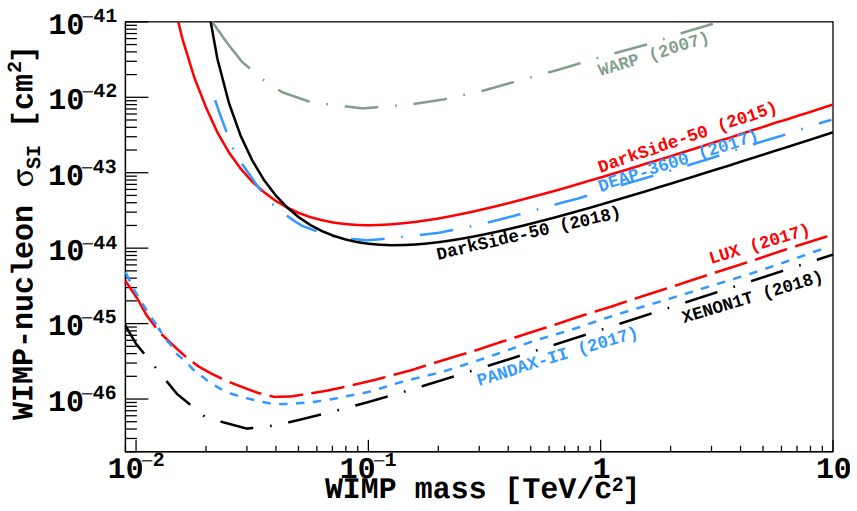 10⁻⁴¹
WARP (2007)
10⁻⁴²
DarkSide-50 (2015)
DEAP-3600 (2017)
10⁻⁴³
DarkSide-50 (2018)
10⁻⁴⁴
LUX (2017)
XENON1T (2018)
10⁻⁴⁵
PANDAX-II (2017)
10⁻⁴⁶
WIMP-nucleon σ_SI [cm²]
10⁻² 10⁻¹ 1 10
WIMP mass [TeV/c²]